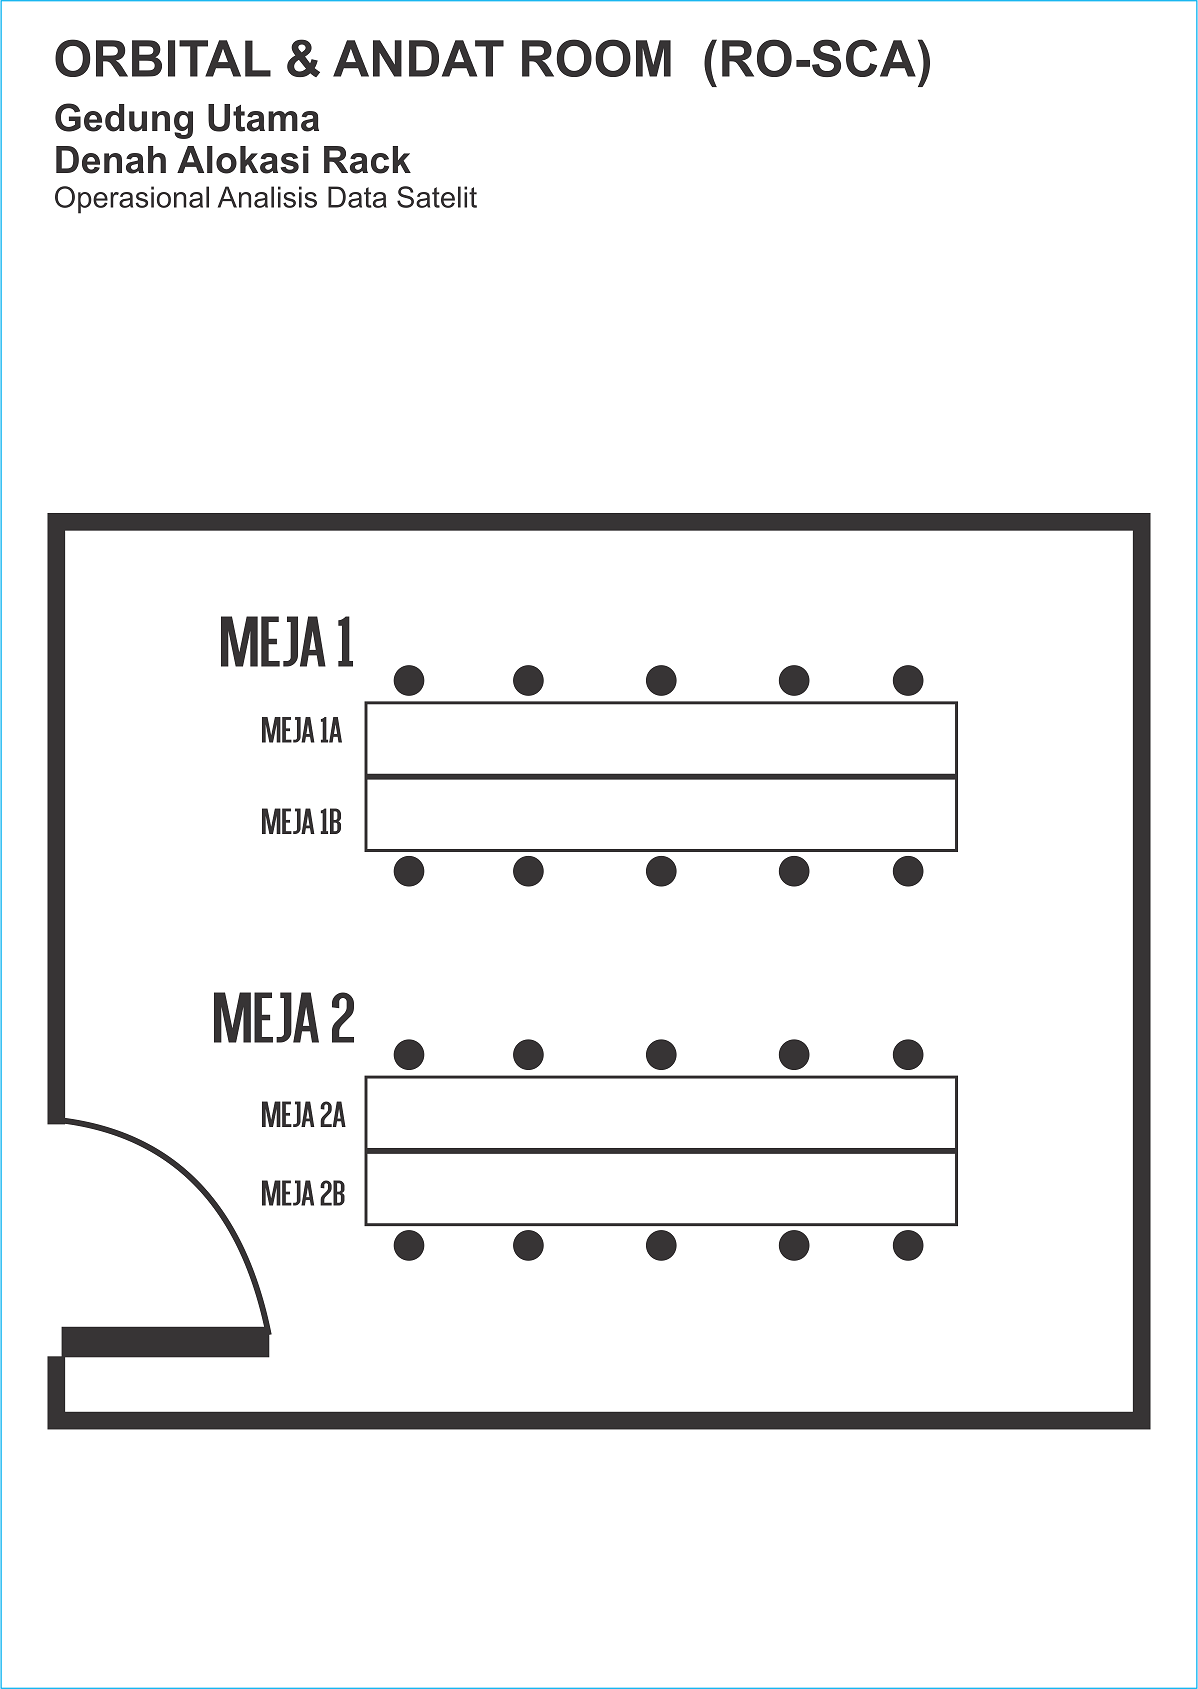 ORBITAL & ANDAT ROOM (RO-SCA)
Gedung Utama
Denah Alokasi Rack
Operasional Analisis Data Satelit
MEJA 1
MEJA 1A
MEJA 1B
MEJA 2
MEJA 2A
MEJA 2B